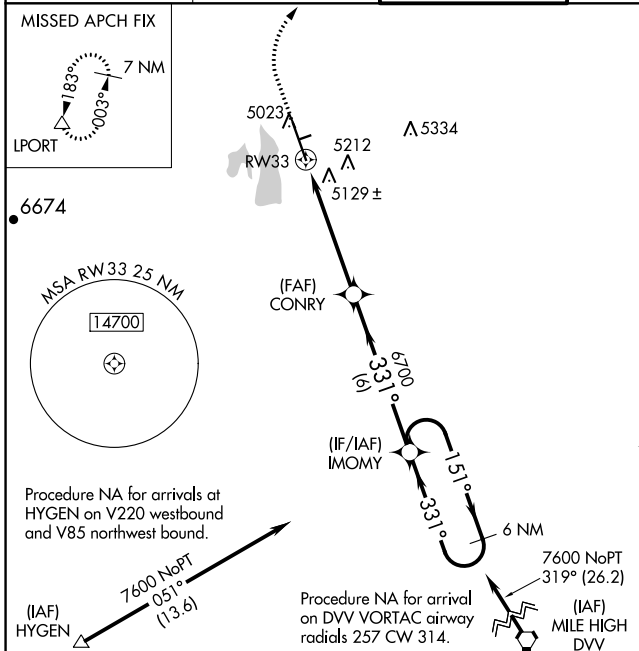 MISSED APCH FIX
7 NM
183°
003°
LPORT
5023
5334
5212
RW33
5129 ±
6674
MSA RW33 25 NM
14700
(FAF)
CONRY
6700
331°
(6)
(IF/IAF)
IMOMY
151°
331°
6 NM
Procedure NA for arrivals at
HYGEN on V220 westbound
and V85 northwest bound.
7600 NoPT
051°
(13.6)
(IAF)
HYGEN
7600 NoPT
319° (26.2)
Procedure NA for arrival
on DVV VORTAC airway
radials 257 CW 314.
(IAF)
MILE HIGH
DVV